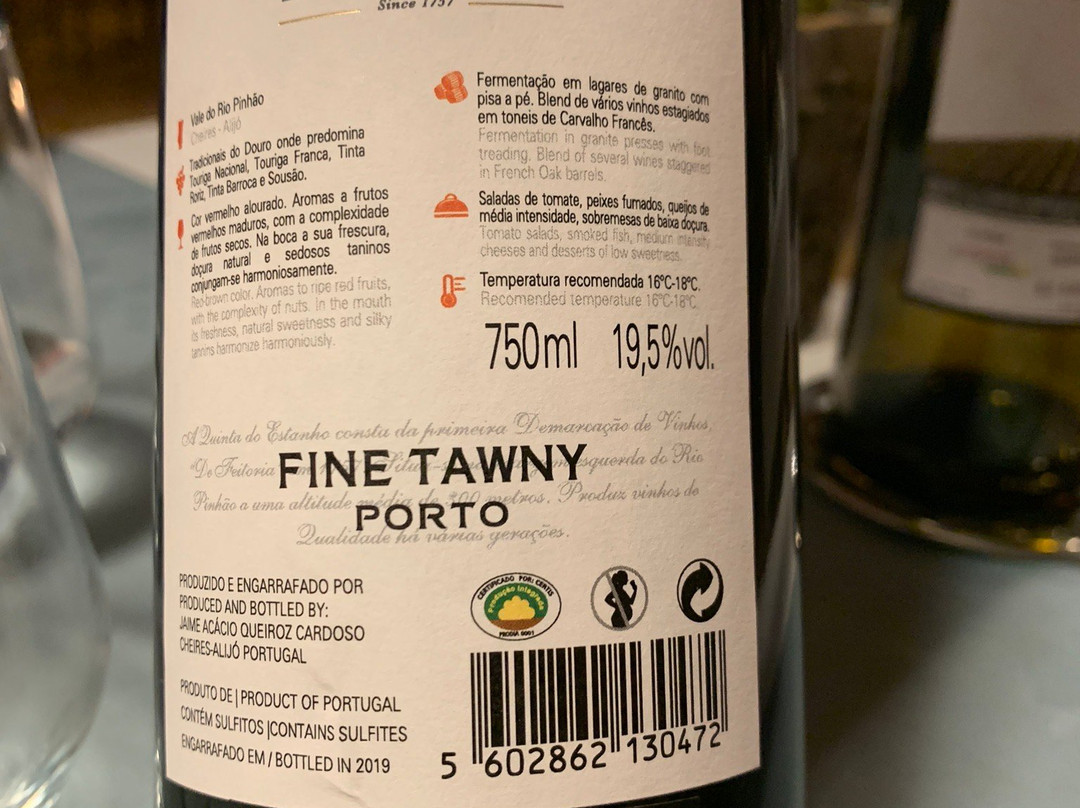 Since 1757
Vale do Rio Pinhão
Cheires - Alijó
Tradicionais do Douro onde predomina
Touriga Nacional, Touriga Franca, Tinta
Roriz, Tinta Barroca e Sousão.
Cor vermelho alourado. Aromas a frutos
vermelhos maduros, com a complexidade
de frutos secos. Na boca a sua frescura,
doçura natural e sedosos taninos
conjungam-se harmoniosamente.
Red-brown color. Aromas to ripe red fruits,
with the complexity of nuts. In the mouth
its freshness, natural sweetness and silky
tannins harmonize harmoniously.
Fermentação em lagares de granito com
pisa a pé. Blend de vários vinhos estagiados
em toneis de Carvalho Francês.
Fermentation in granite presses with foot
treading. Blend of several wines staggered
in French Oak barrels.
Saladas de tomate, peixes fumados, queijos de
média intensidade, sobremesas de baixa doçura.
Tomato salads, smoked fish, medium intensity
cheeses and desserts of low sweetness.
Temperatura recomendada 16ºC-18ºC.
Recomended temperature 16ºC-18ºC.
750ml 19,5%vol.
A Quinta do Estanho consta da primeira Demarcação de Vinhos,
"De Feitoria esquerda do Rio
Pinhão a uma altitude média de 300 metros. Produz vinhos de
Qualidade há várias gerações.
FINE TAWNY
PORTO
PRODUZIDO E ENGARRAFADO POR
PRODUCED AND BOTTLED BY:
JAIME ACÁCIO QUEIROZ CARDOSO
CHEIRES-ALIJÓ PORTUGAL
PRODUTO DE | PRODUCT OF PORTUGAL
CONTÉM SULFITOS |CONTAINS SULFITES
ENGARRAFADO EM / BOTTLED IN 2019
CERTIFICADO POR: CERTIS
Produção Integrada
PRODIA 0001
5 602862 130472